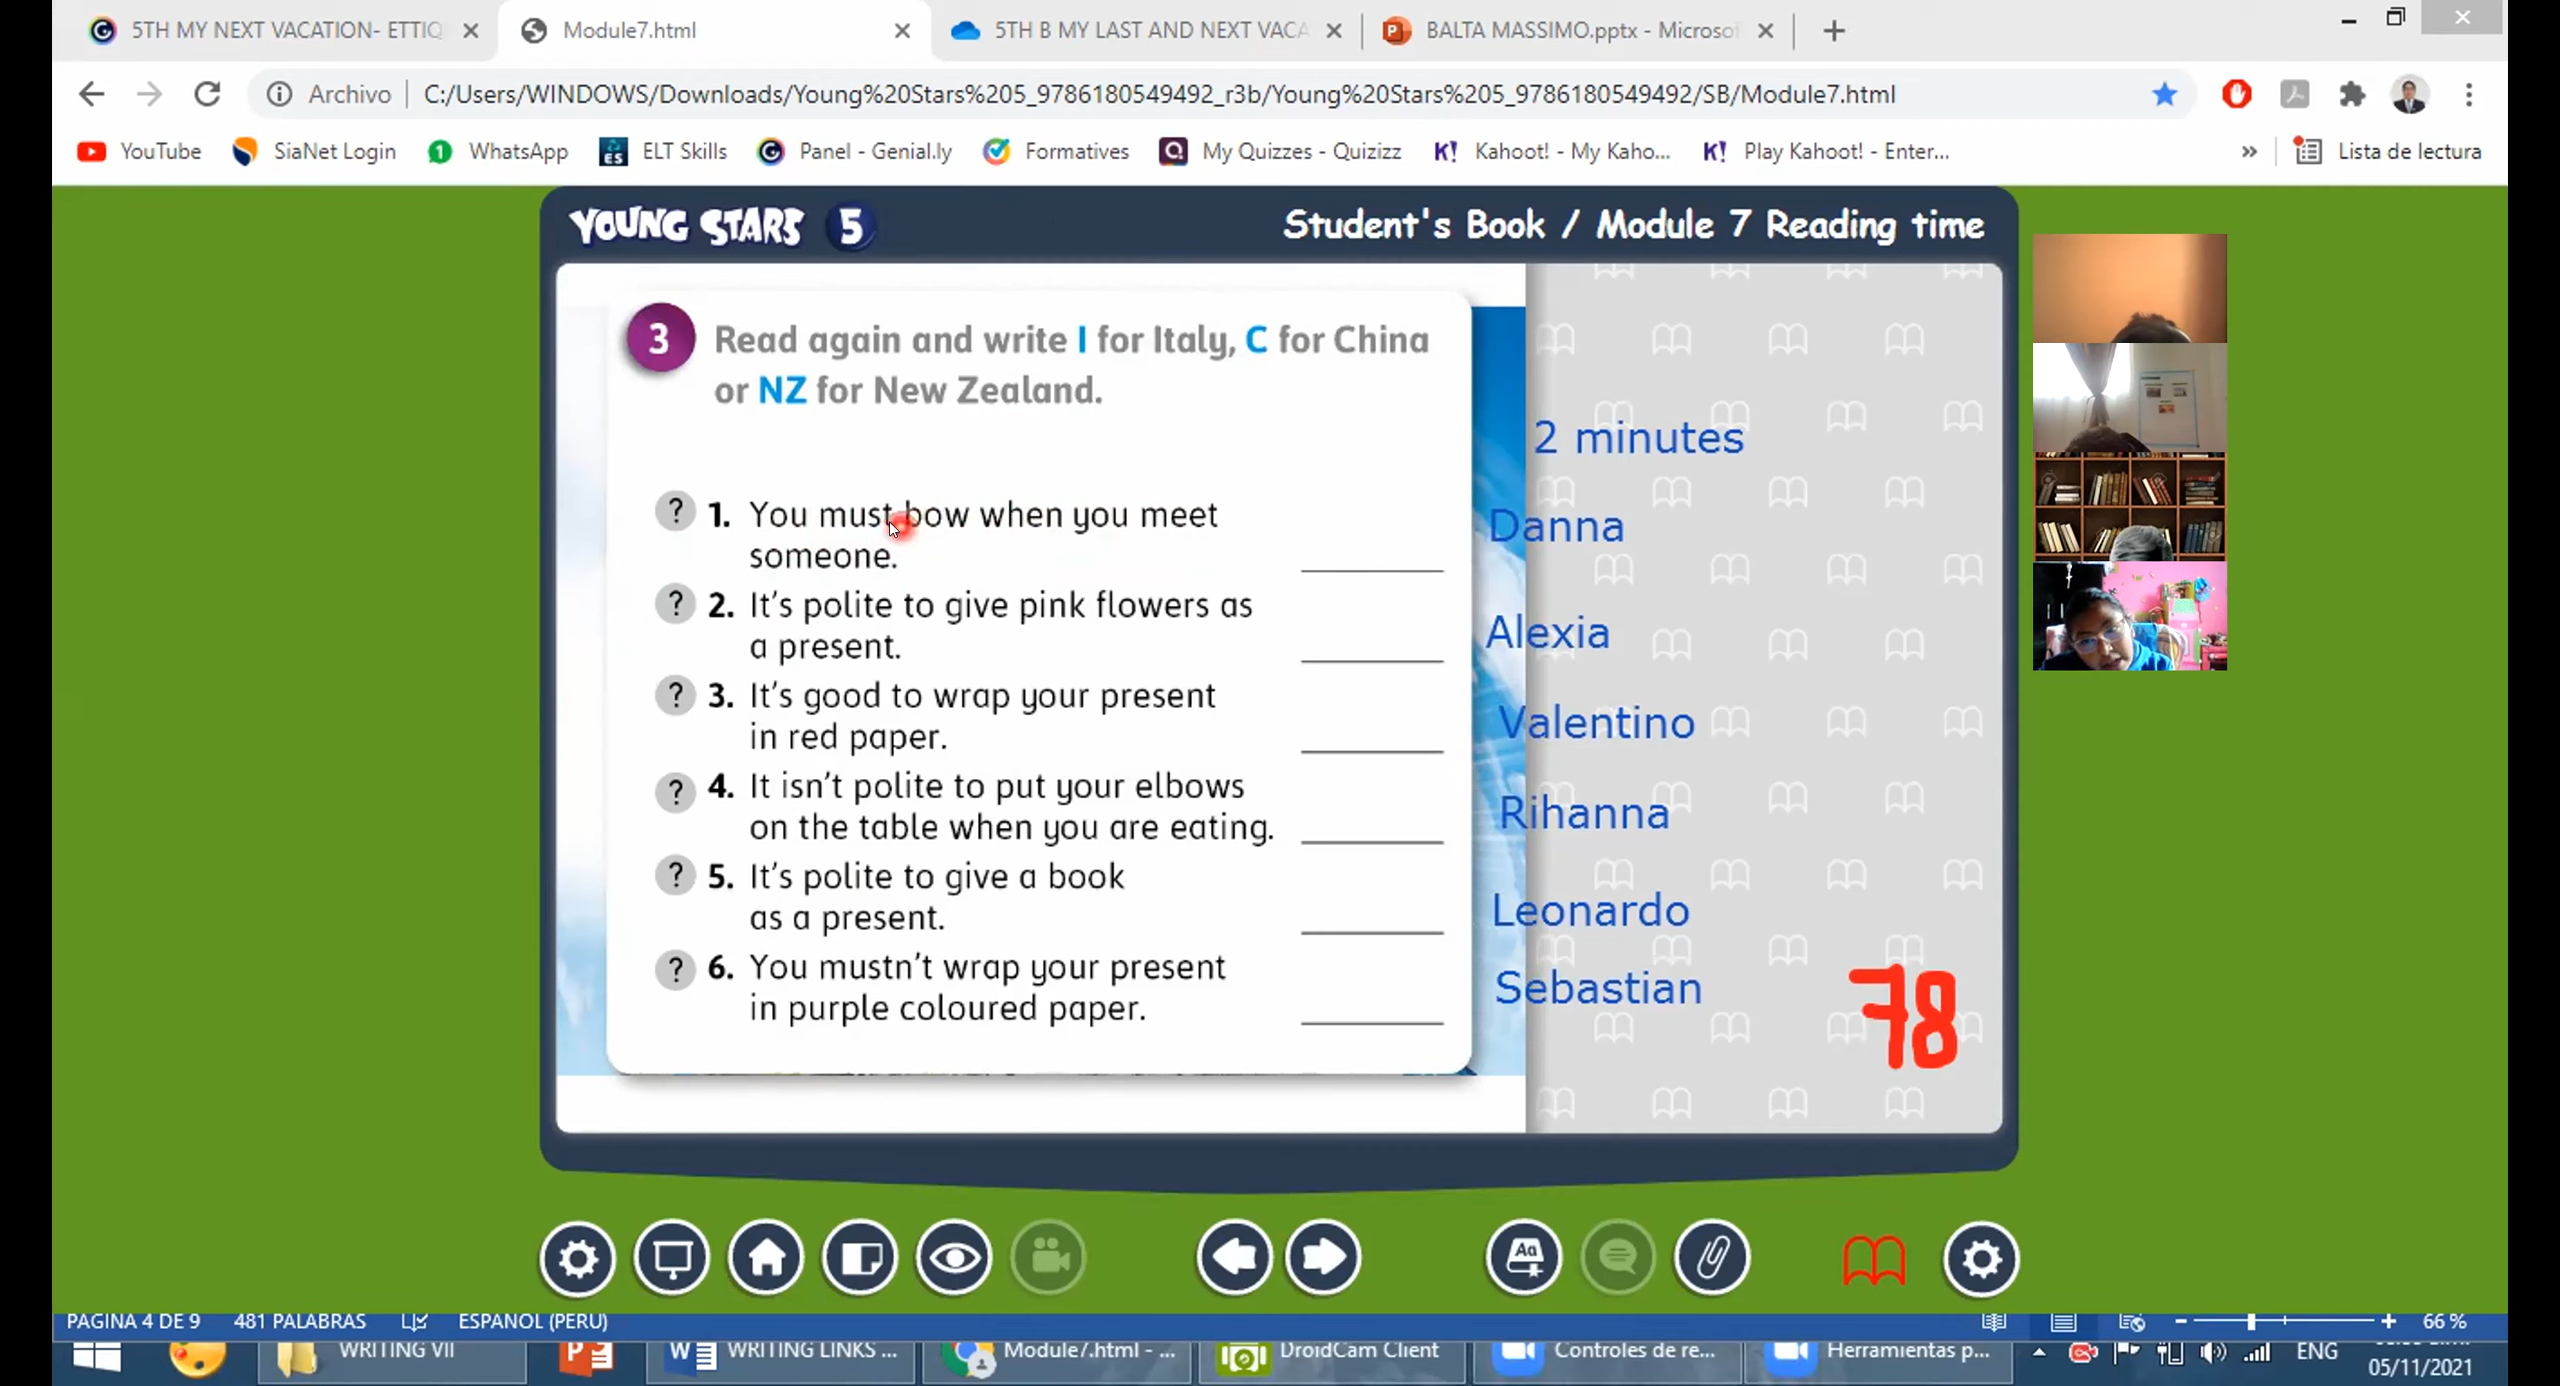 5TH MY NEXT VACATION- ETTIQ
Module7.html
5TH B MY LAST AND NEXT VACA
BALTA MASSIMO.pptx - Microsof
Archivo
C:/Users/WINDOWS/Downloads/Young%20Stars%205_9786180549492_r3b/Young%20Stars%205_9786180549492/SB/Module7.html
YouTube
SiaNet Login
WhatsApp
ELT Skills
Panel - Genial.ly
Formatives
My Quizzes - Quizizz
Kahoot! - My Kaho...
Play Kahoot! - Enter...
Lista de lectura
YOUNG STARS 5
Student's Book / Module 7 Reading time
3 Read again and write I for Italy, C for China
or NZ for New Zealand.
2 minutes
? 1. You must bow when you meet
someone.
Danna
? 2. It's polite to give pink flowers as
a present.
Alexia
? 3. It's good to wrap your present
in red paper.
Valentino
? 4. It isn't polite to put your elbows
on the table when you are eating.
Rihanna
? 5. It's polite to give a book
as a present.
Leonardo
? 6. You mustn't wrap your present
in purple coloured paper.
Sebastian
78
Aa
PÁGINA 4 DE 9
481 PALABRAS
ESPAÑOL (PERÚ)
66 %
WRITING VII
WRITING LINKS ...
Module7.html - ...
DroidCam Client
Controles de re...
Herramientas p...
ENG
05/11/2021